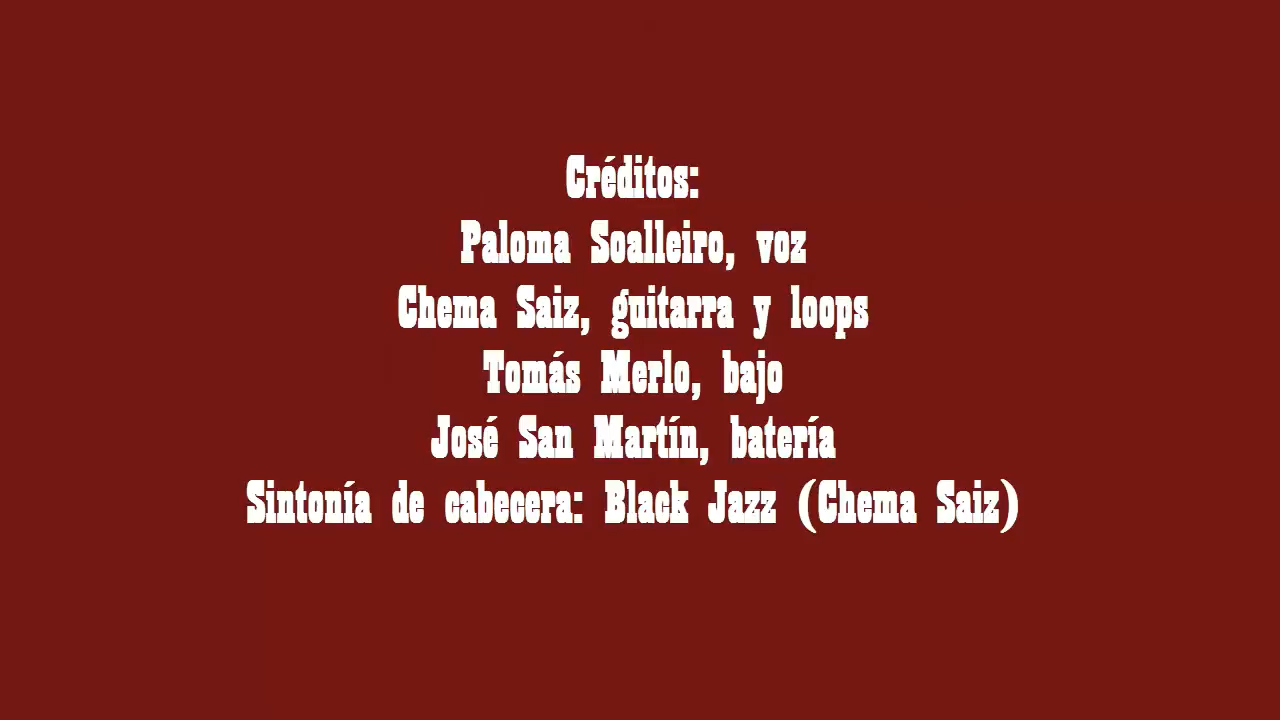 Créditos:
Paloma Soalleiro, voz
Chema Saiz, guitarra y loops
Tomás Merlo, bajo
José San Martín, batería
Sintonía de cabecera: Black Jazz (Chema Saiz)